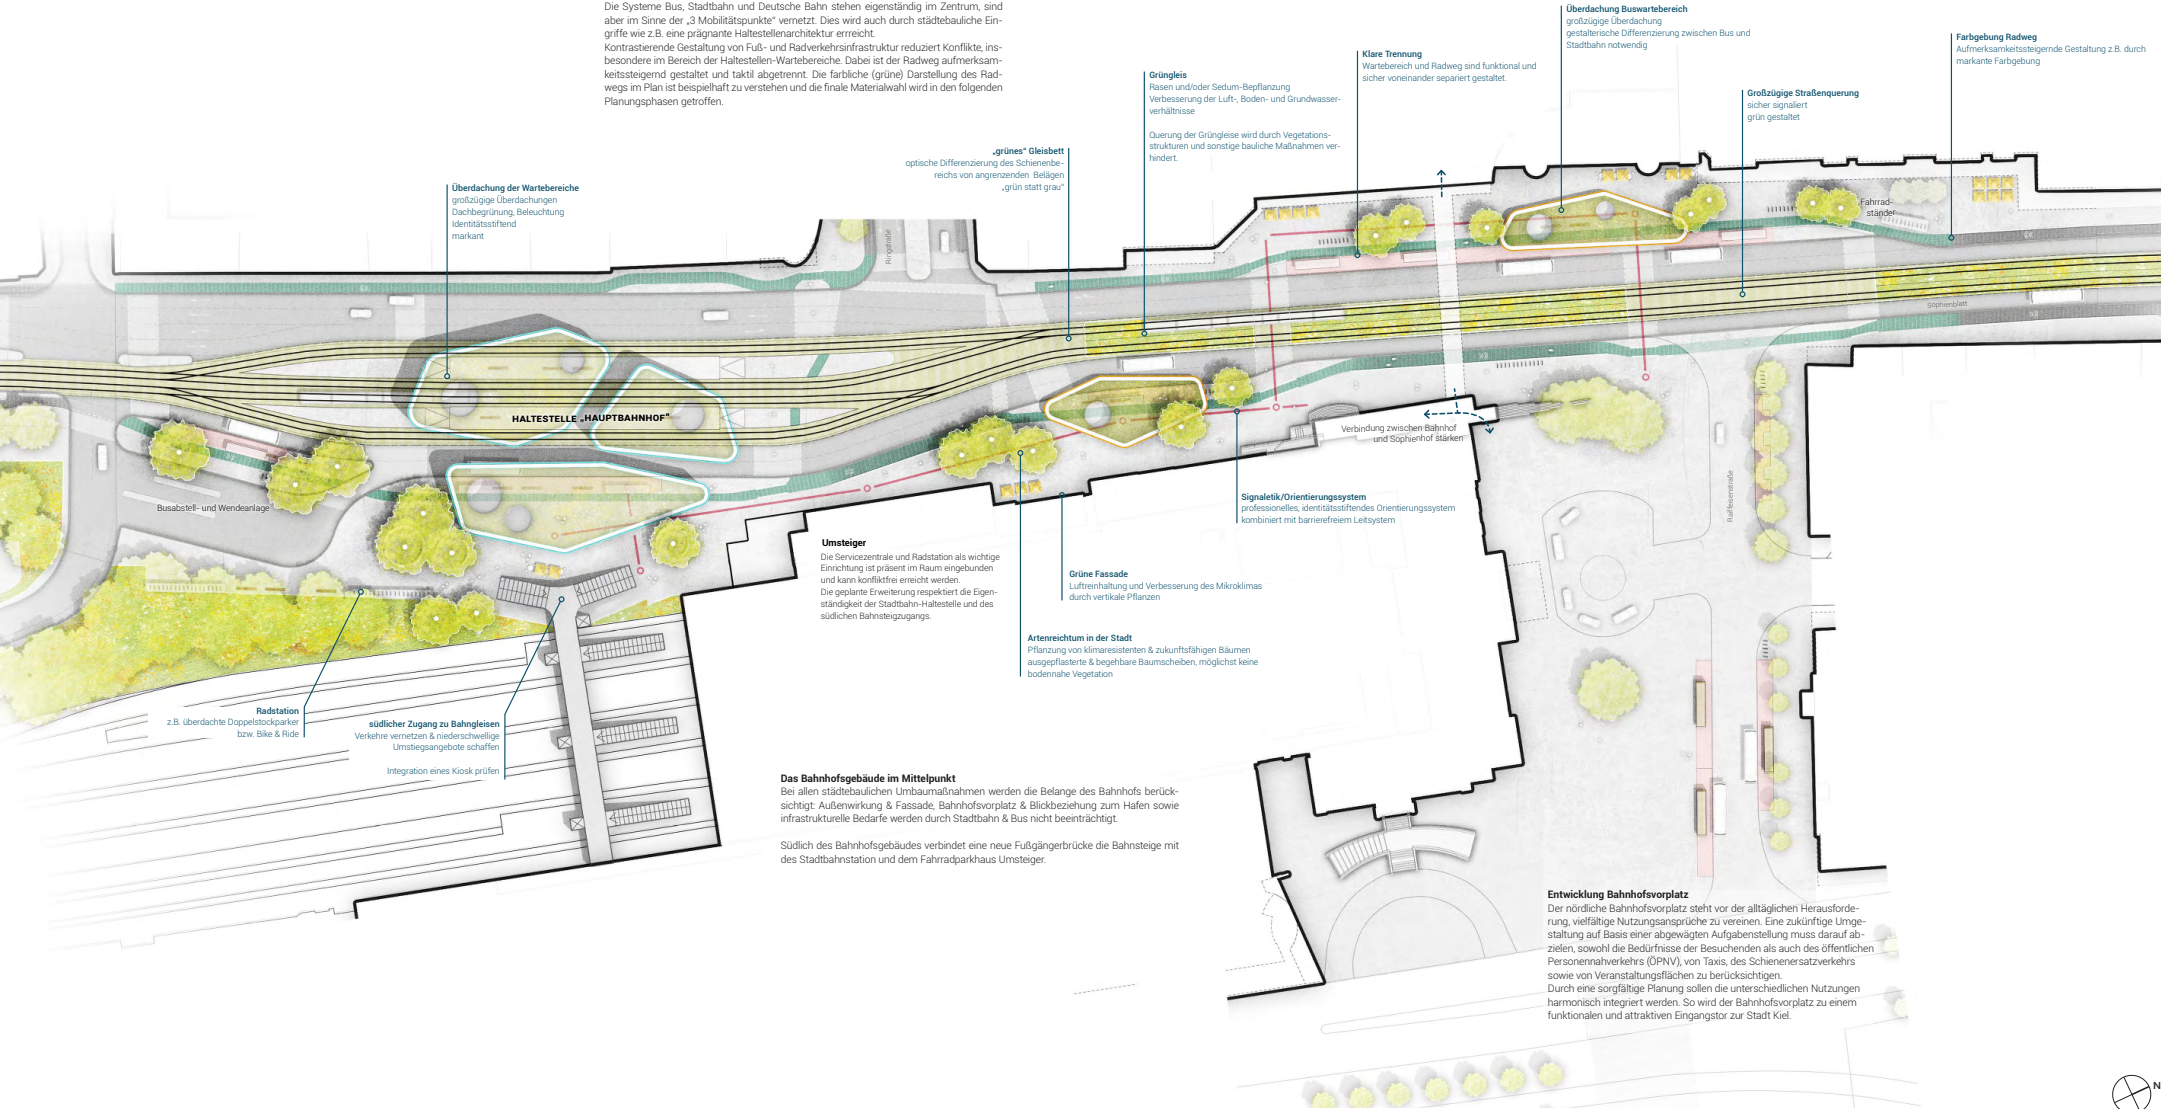 Die Systeme Bus, Stadtbahn und Deutsche Bahn stehen eigenständig im Zentrum, sind
aber im Sinne der „3 Mobilitätspunkte“ vernetzt. Dies wird auch durch städtebauliche Ein-
griffe wie z.B. eine prägnante Haltestellenarchitektur erreicht.
Kontrastierende Gestaltung von Fuß- und Radverkehrsinfrastruktur reduziert Konflikte, ins-
besondere im Bereich der Haltestellen-Wartebereiche. Dabei ist der Radweg aufmerksam-
keitssteigernd gestaltet und taktil abgetrennt. Die farbliche (grüne) Darstellung des Rad-
wegs im Plan ist beispielhaft zu verstehen und die finale Materialwahl wird in den folgenden
Planungsphasen getroffen.
Überdachung Buswartebereich
großzügige Überdachung
gestalterische Differenzierung zwischen Bus und
Stadtbahn notwendig
Farbgebung Radweg
Aufmerksamkeitssteigernde Gestaltung z.B. durch
markante Farbgebung
Klare Trennung
Wartebereich und Radweg sind funktional und
sicher voneinander separiert gestaltet.
Grüngleis
Rasen und/oder Sedum-Bepflanzung
Verbesserung der Luft-, Boden- und Grundwasser-
verhältnisse
Querung der Grüngleise wird durch Vegetations-
strukturen und sonstige bauliche Maßnahmen ver-
hindert.
Großzügige Straßenquerung
sicher signaliert
grün gestaltet
„grünes“ Gleisbett
optische Differenzierung des Schienenbe-
reichs von angrenzenden Belägen
„grün statt grau“
Überdachung der Wartebereiche
großzügige Überdachungen
Dachbegrünung, Beleuchtung
Identitätsstiftend
markant
Fahrrad-
ständer
Ringstraße
Sophienblatt
HALTESTELLE „HAUPTBAHNHOF“
Verbindung zwischen Bahnhof
und Sophienhof stärken
Busabstell- und Wendeanlage
Raiffeisenstraße
Signaletik/Orientierungssystem
professionelles, identitätsstiftendes Orientierungssystem
kombiniert mit barrierefreiem Leitsystem
Umsteiger
Die Servicezentrale und Radstation als wichtige
Einrichtung ist präsent im Raum eingebunden
und kann konfliktfrei erreicht werden.
Die geplante Erweiterung respektiert die Eigen-
ständigkeit der Stadtbahn-Haltestelle und des
südlichen Bahnsteigzugangs.
Grüne Fassade
Luftreinhaltung und Verbesserung des Mikroklimas
durch vertikale Pflanzen
Artenreichtum in der Stadt
Pflanzung von klimaresistenten & zukunftsfähigen Bäumen
ausgepflasterte & begehbare Baumscheiben, möglichst keine
bodennahe Vegetation
Radstation
z.B. überdachte Doppelstockparker
bzw. Bike & Ride
südlicher Zugang zu Bahngleisen
Verkehre vernetzen & niederschwellige
Umstiegsangebote schaffen
Integration eines Kiosk prüfen
Das Bahnhofsgebäude im Mittelpunkt
Bei allen städtebaulichen Umbaumaßnahmen werden die Belange des Bahnhofs berück-
sichtigt: Außenwirkung & Fassade, Bahnhofsvorplatz & Blickbeziehung zum Hafen sowie
infrastrukturelle Bedarfe werden durch Stadtbahn & Bus nicht beeinträchtigt.
Südlich des Bahnhofsgebäudes verbindet eine neue Fußgängerbrücke die Bahnsteige mit
des Stadtbahnstation und dem Fahrradparkhaus Umsteiger.
Entwicklung Bahnhofsvorplatz
Der nördliche Bahnhofsvorplatz steht vor der alltäglichen Herausforde-
rung, vielfältige Nutzungsansprüche zu vereinen. Eine zukünftige Umge-
staltung auf Basis einer abgewägten Aufgabenstellung muss darauf ab-
zielen, sowohl die Bedürfnisse der Besuchenden als auch des öffentlichen
Personennahverkehrs (ÖPNV), von Taxis, des Schienenersatzverkehrs
sowie von Veranstaltungsflächen zu berücksichtigen.
Durch eine sorgfältige Planung sollen die unterschiedlichen Nutzungen
harmonisch integriert werden. So wird der Bahnhofsvorplatz zu einem
funktionalen und attraktiven Eingangstor zur Stadt Kiel.
N